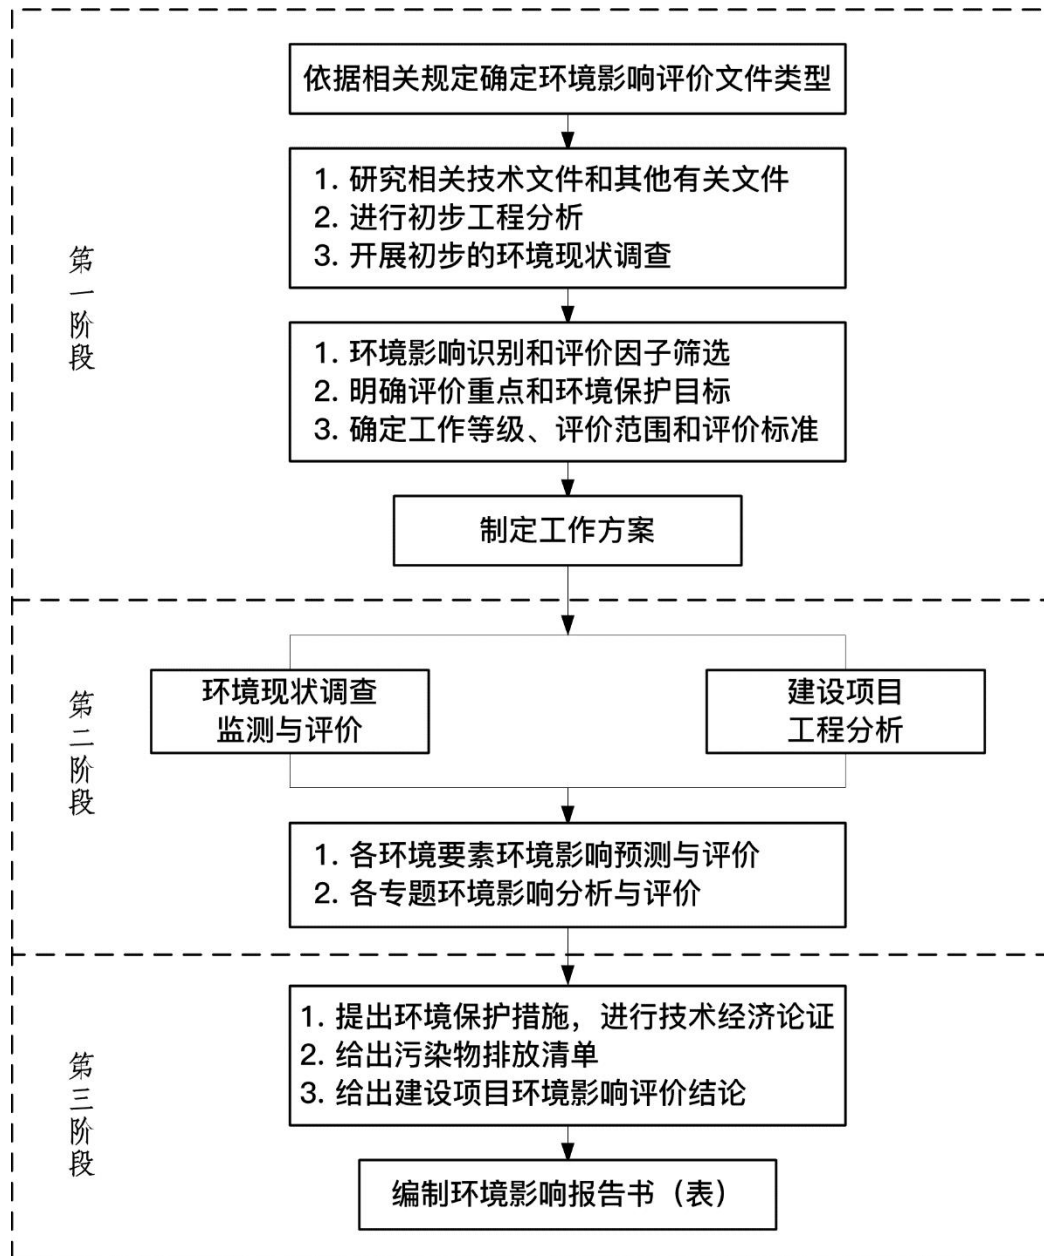 依据相关规定确定环境影响评价文件类型
1. 研究相关技术文件和其他有关文件
2. 进行初步工程分析
3. 开展初步的环境现状调查
第一阶段
1. 环境影响识别和评价因子筛选
2. 明确评价重点和环境保护目标
3. 确定工作等级、评价范围和评价标准
制定工作方案
第二阶段
环境现状调查
监测与评价
建设项目
工程分析
1. 各环境要素环境影响预测与评价
2. 各专题环境影响分析与评价
第三阶段
1. 提出环境保护措施，进行技术经济论证
2. 给出污染物排放清单
3. 给出建设项目环境影响评价结论
编制环境影响报告书（表）